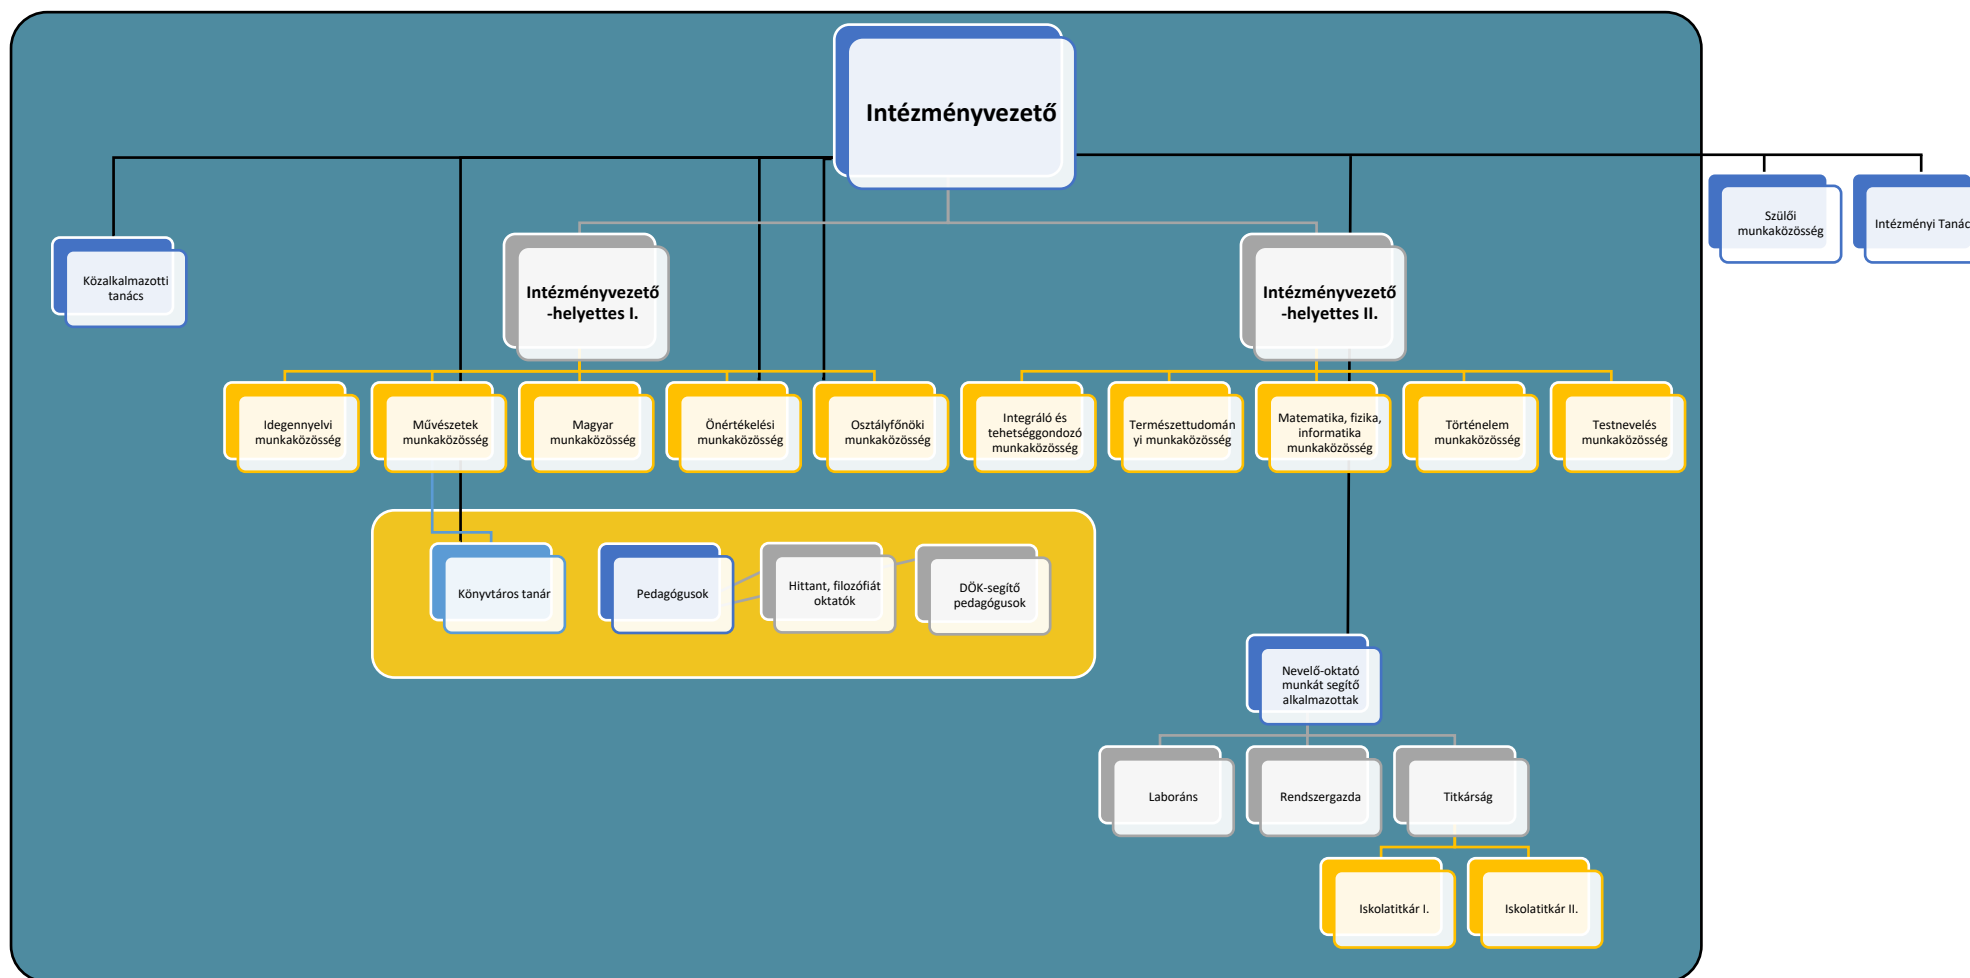 Intézményvezető
Szülői
munkaközösség
Intézményi Tanác
Közalkalmazotti
tanács
Intézményvezető
-helyettes I.
Intézményvezető
-helyettes II.
Idegennyelvi
munkaközösség
Művészetek
munkaközösség
Magyar
munkaközösség
Önértékelési
munkaközösség
Osztályfőnöki
munkaközösség
Integráló és
tehetséggondozó
munkaközösség
Természettudomán
yi munkaközösség
Matematika, fizika,
informatika
munkaközösség
Történelem
munkaközösség
Testnevelés
munkaközösség
Könyvtáros tanár
Pedagógusok
Hittant, filozófiát
oktatók
DÖK-segítő
pedagógusok
Nevelő-oktató
munkát segítő
alkalmazottak
Laboráns
Rendszergazda
Titkárság
Iskolatitkár I.
Iskolatitkár II.